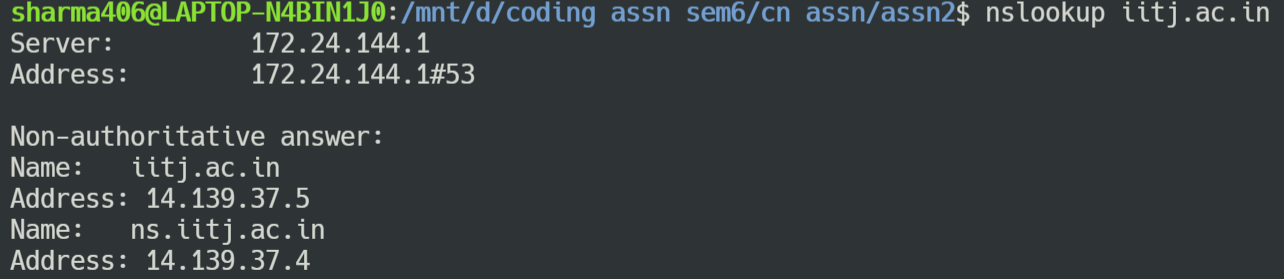 sharma406@LAPTOP-N4BIN1J0:/mnt/d/coding assn sem6/cn assn/assn2$ nslookup iitj.ac.in
Server:		172.24.144.1
Address:	172.24.144.1#53
Non-authoritative answer:
Name:	iitj.ac.in
Address: 14.139.37.5
Name:	ns.iitj.ac.in
Address: 14.139.37.4